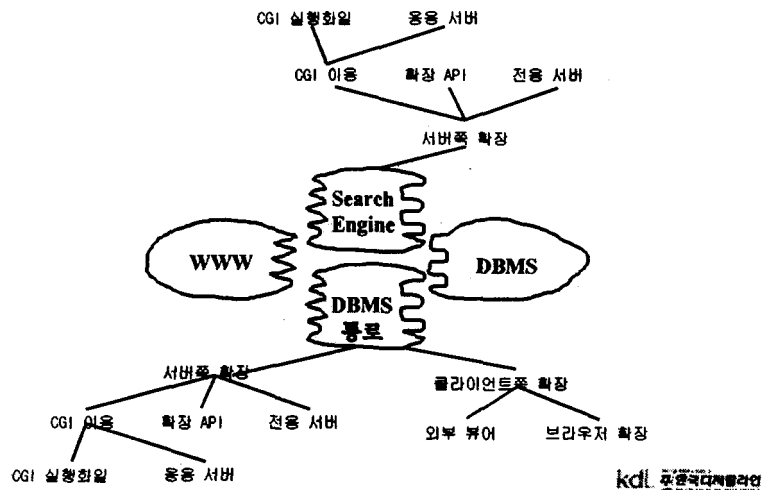 CGI 실행화일 응용 서버
CGI 이용 확장 API 전용 서버
서버쪽 확장
Search
Engine
WWW
DBMS
DBMS
통로
서버쪽 확장
클라이언트쪽 확장
CGI 이용 확장 API 전용 서버
외부 뷰어 브라우저 확장
CGI 실행화일 응용 서버
kdl